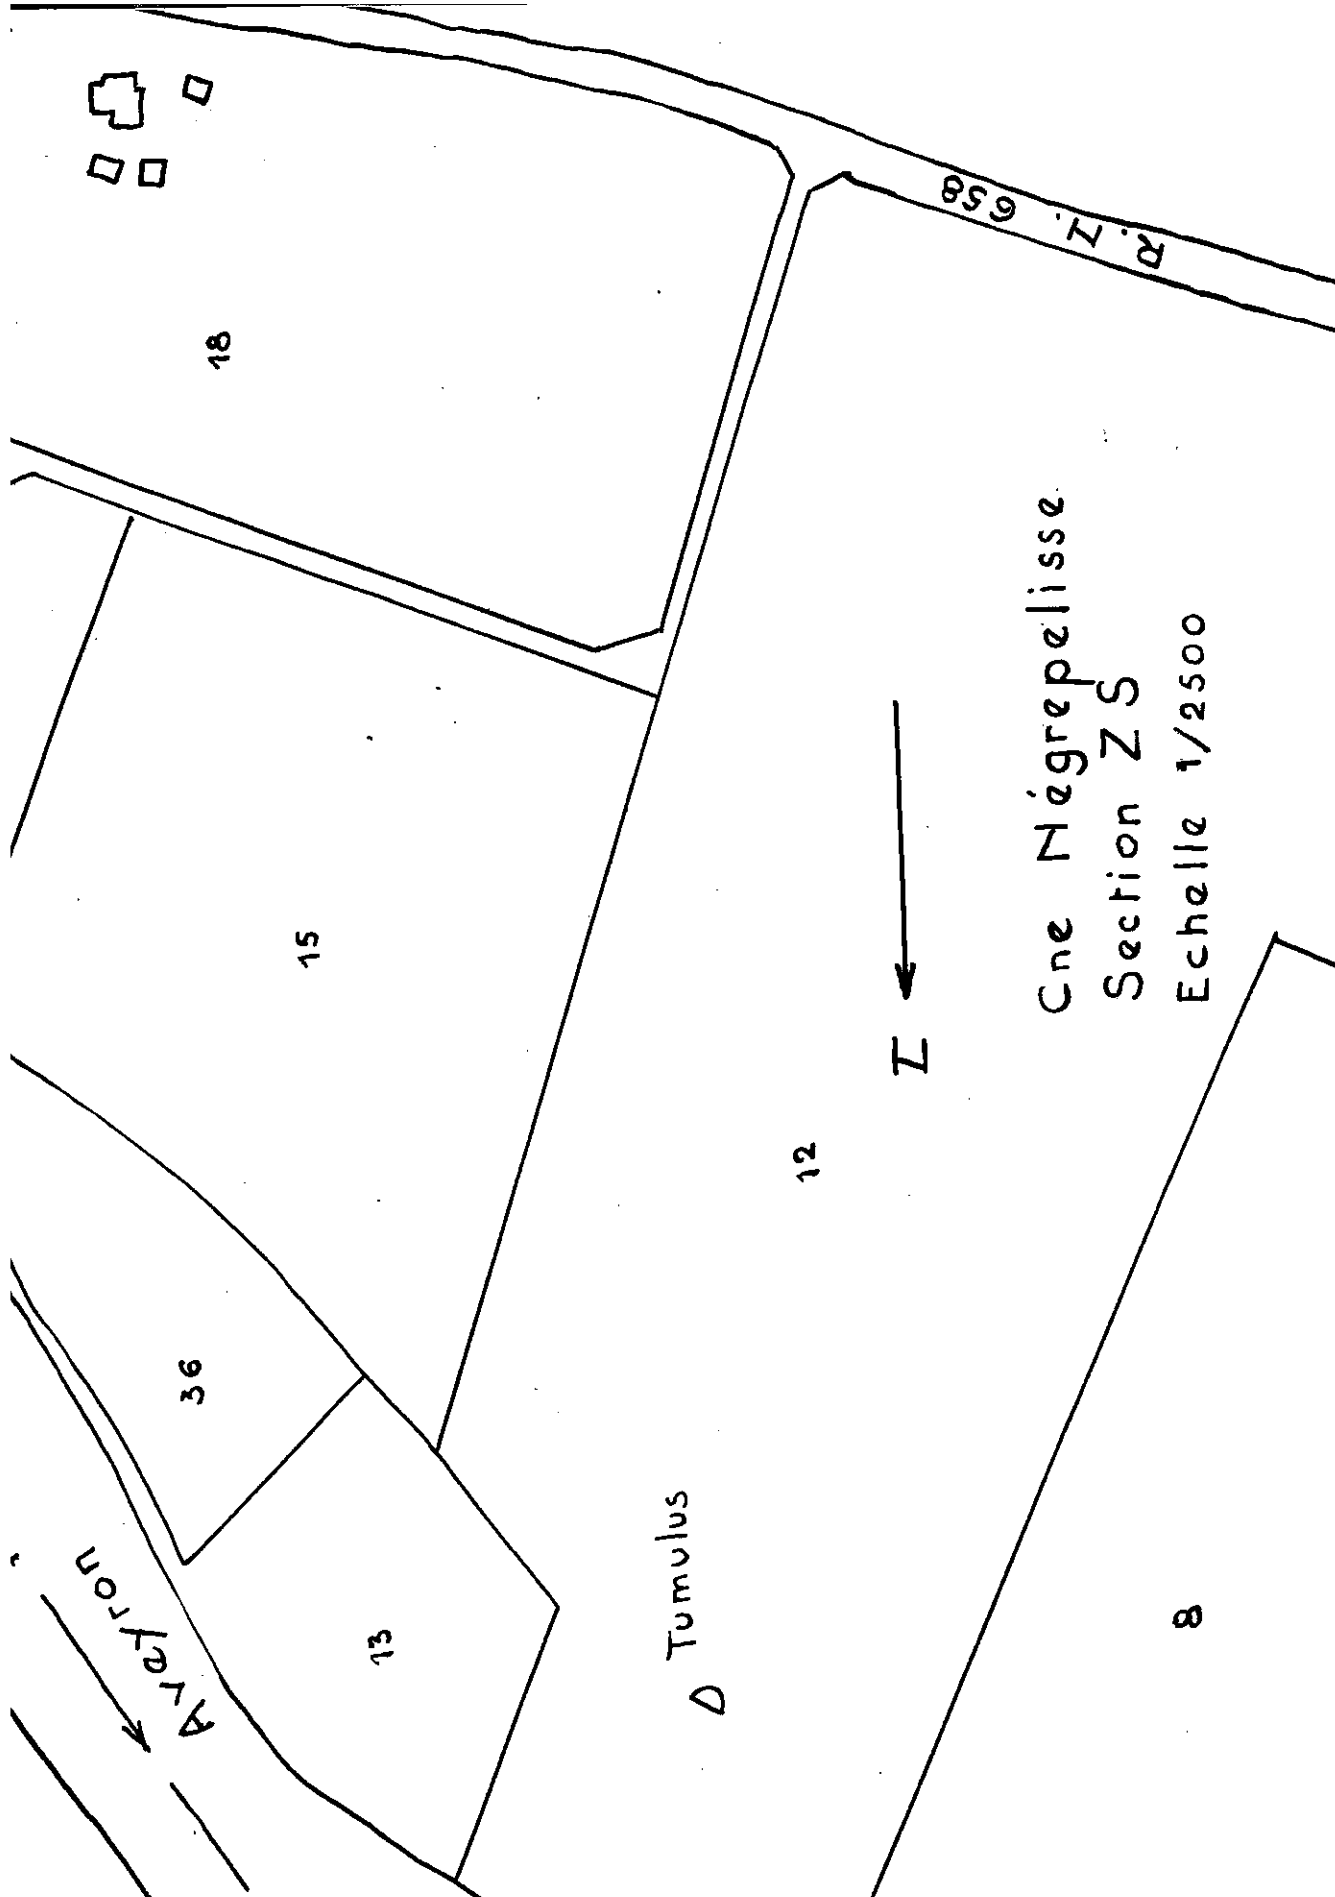 R.N. 658
18
15
Cne Négrepelisse
Section ZS
Echelle 1/2500
N
12
36
Aveyron
13
Tumulus
8